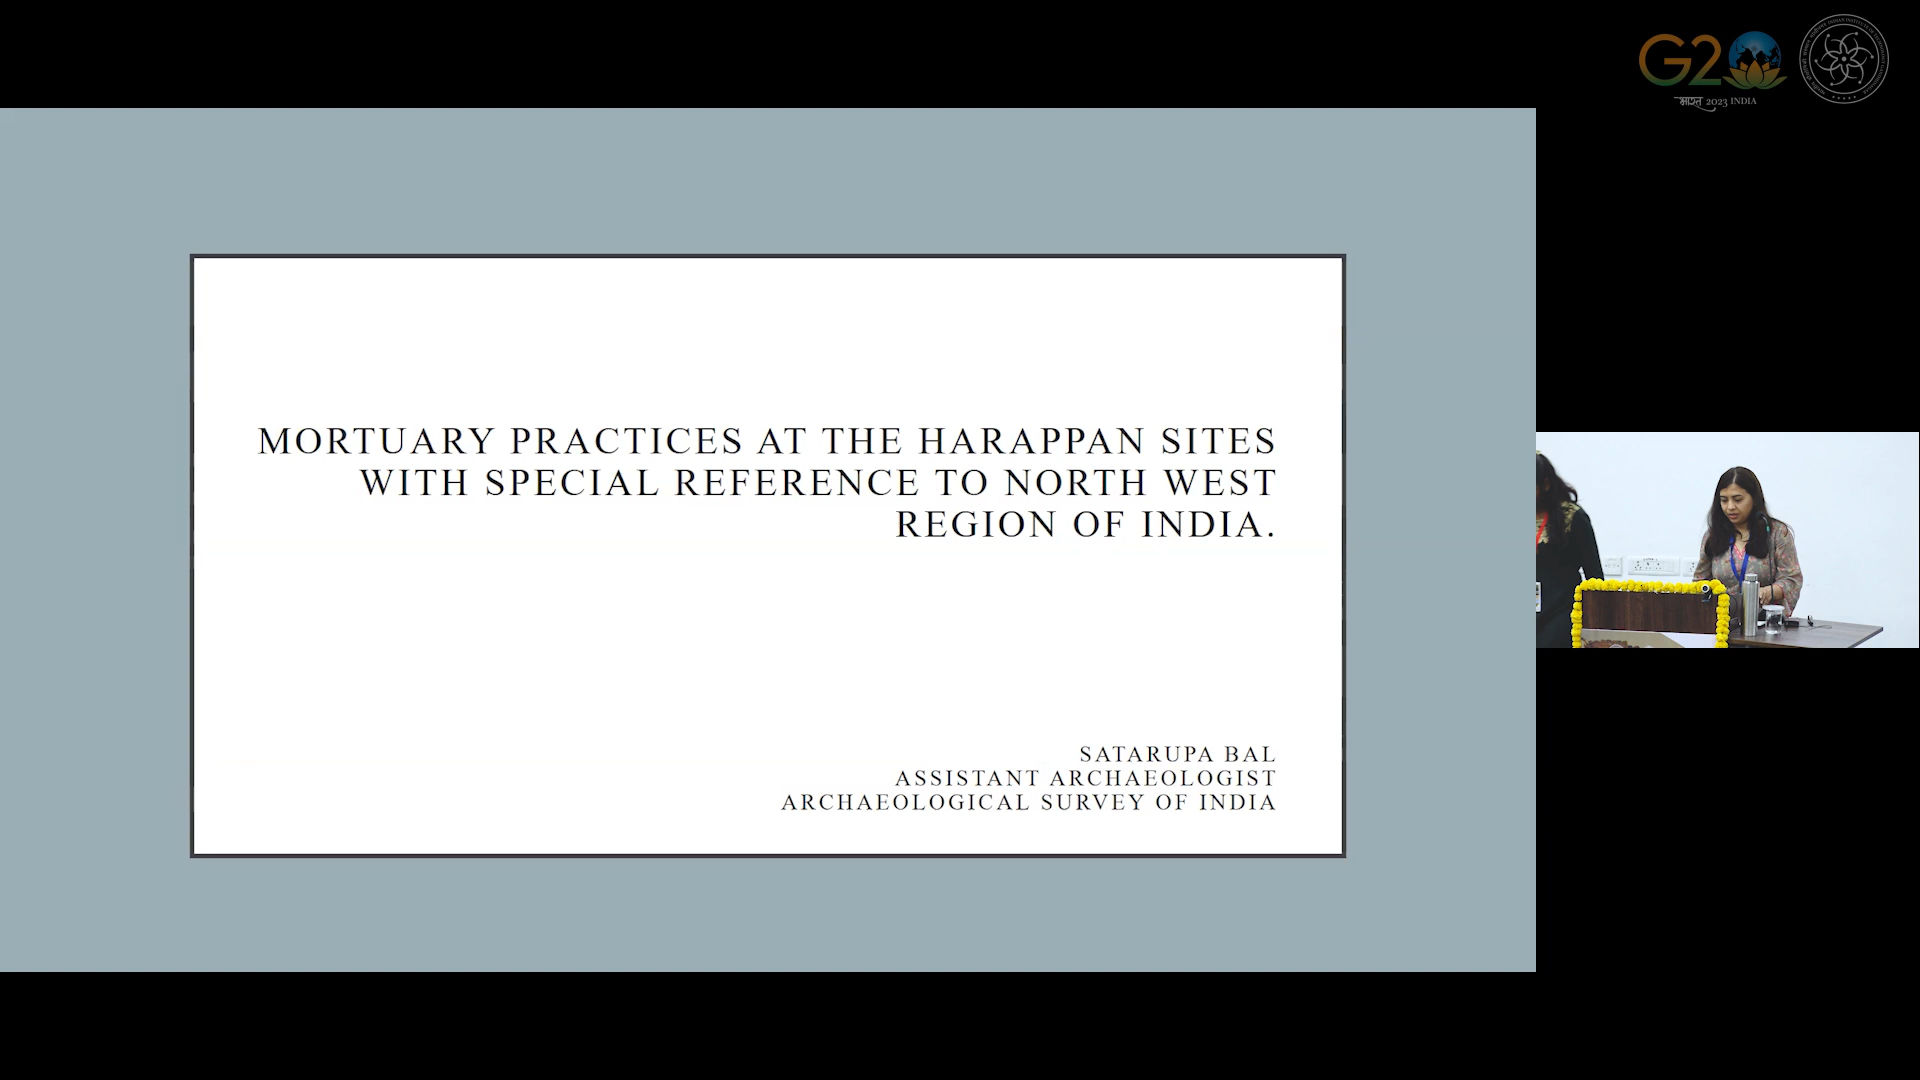 G20
भारत 2023 INDIA
MORTUARY PRACTICES AT THE HARAPPAN SITES
WITH SPECIAL REFERENCE TO NORTH WEST
REGION OF INDIA.
SATARUPA BAL
ASSISTANT ARCHAEOLOGIST
ARCHAEOLOGICAL SURVEY OF INDIA